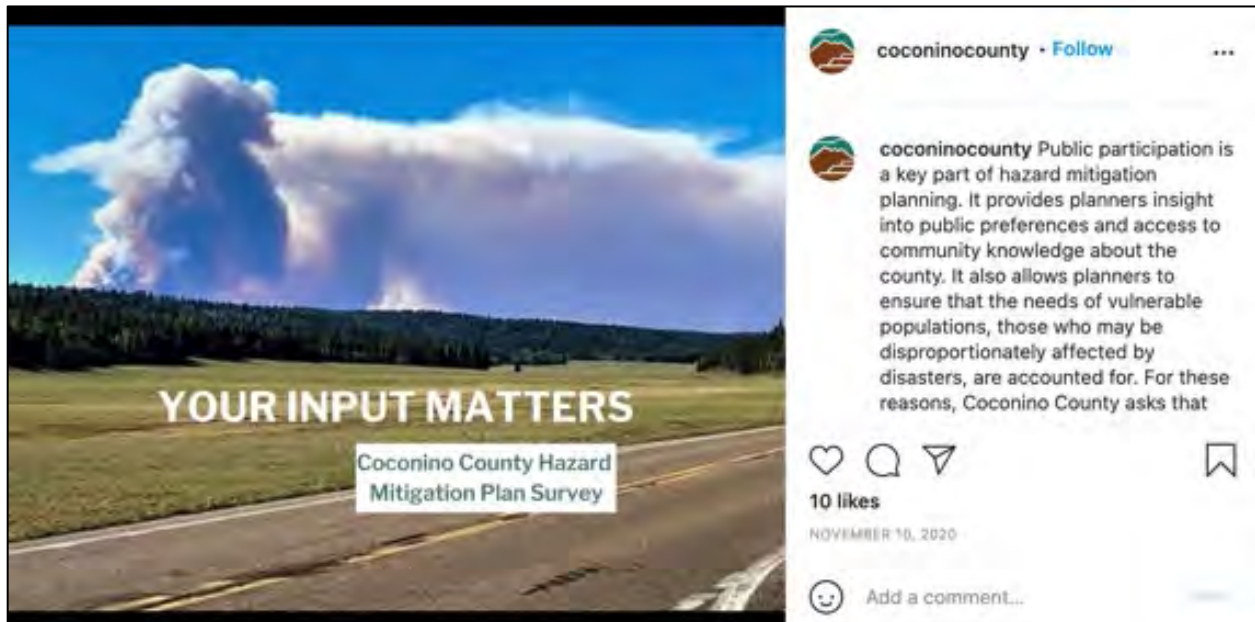 YOUR INPUT MATTERS
Coconino County Hazard
Mitigation Plan Survey
coconinocounty • Follow
coconinocounty Public participation is
a key part of hazard mitigation
planning. It provides planners insight
into public preferences and access to
community knowledge about the
county. It also allows planners to
ensure that the needs of vulnerable
populations, those who may be
disproportionately affected by
disasters, are accounted for. For these
reasons, Coconino County asks that
10 likes
NOVEMBER 10, 2020
Add a comment...